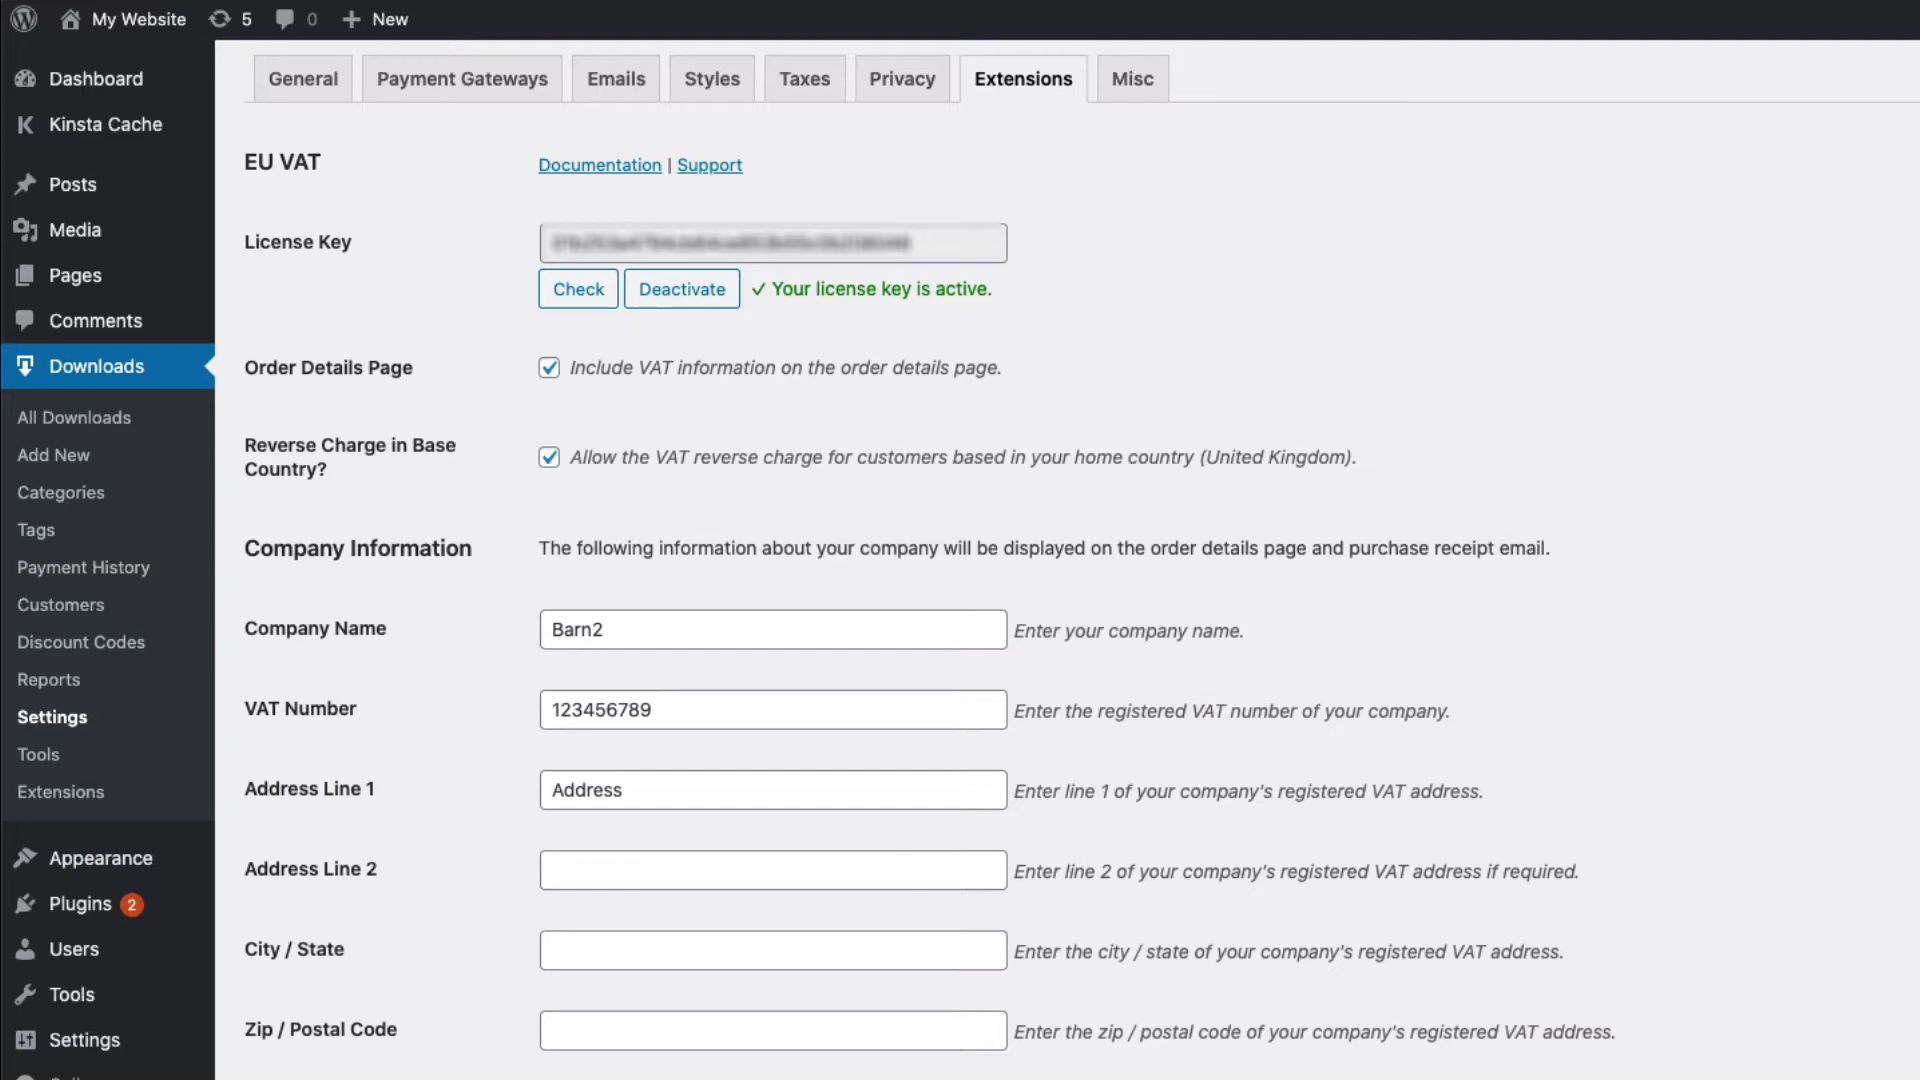 My Website 5 0 New
Dashboard
Kinsta Cache
Posts
Media
Pages
Comments
Downloads
All Downloads
Add New
Categories
Tags
Payment History
Customers
Discount Codes
Reports
Settings
Tools
Extensions
Appearance
Plugins 2
Users
Tools
Settings
General Payment Gateways Emails Styles Taxes Privacy Extensions Misc
EU VAT Documentation | Support
License Key
Check Deactivate ✓ Your license key is active.
Order Details Page Include VAT information on the order details page.
Reverse Charge in Base
Country?
Allow the VAT reverse charge for customers based in your home country (United Kingdom).
Company Information The following information about your company will be displayed on the order details page and purchase receipt email.
Company Name Barn2 Enter your company name.
VAT Number 123456789 Enter the registered VAT number of your company.
Address Line 1 Address Enter line 1 of your company's registered VAT address.
Address Line 2 Enter line 2 of your company's registered VAT address if required.
City / State Enter the city / state of your company's registered VAT address.
Zip / Postal Code Enter the zip / postal code of your company's registered VAT address.